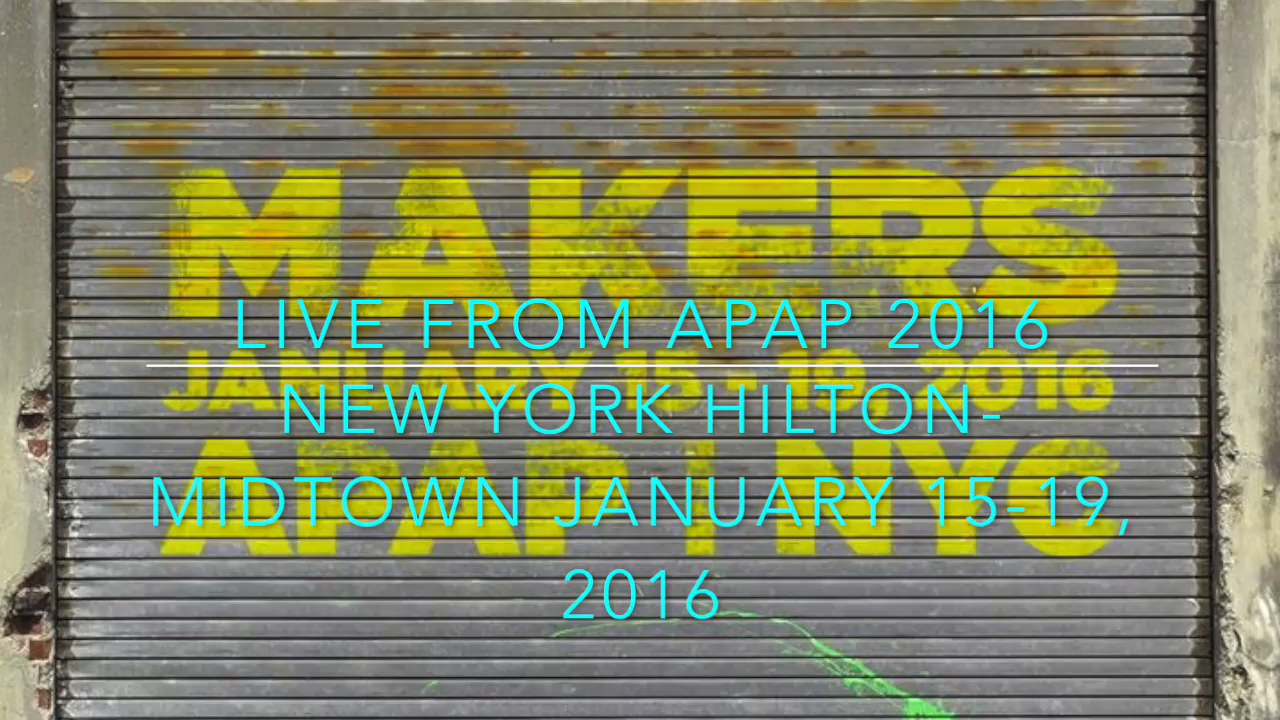 MAKERS
LIVE FROM APAP 2016
JANUARY 15 - 19, 2016
NEW YORK HILTON-
APAP | NYC
MIDTOWN JANUARY 15-19,
2016